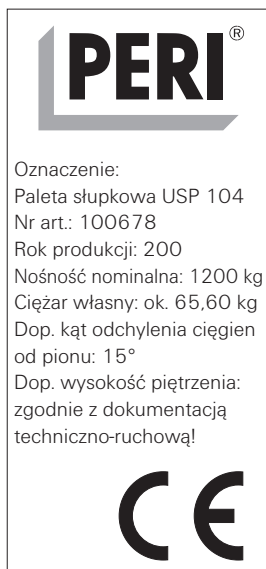 PERI®
Oznaczenie:
Paleta słupkowa USP 104
Nr art.: 100678
Rok produkcji: 200
Nośność nominalna: 1200 kg
Ciężar własny: ok. 65,60 kg
Dop. kąt odchylenia cięgien
od pionu: 15°
Dop. wysokość piętrzenia:
zgodnie z dokumentacją
techniczno-ruchową!
CE